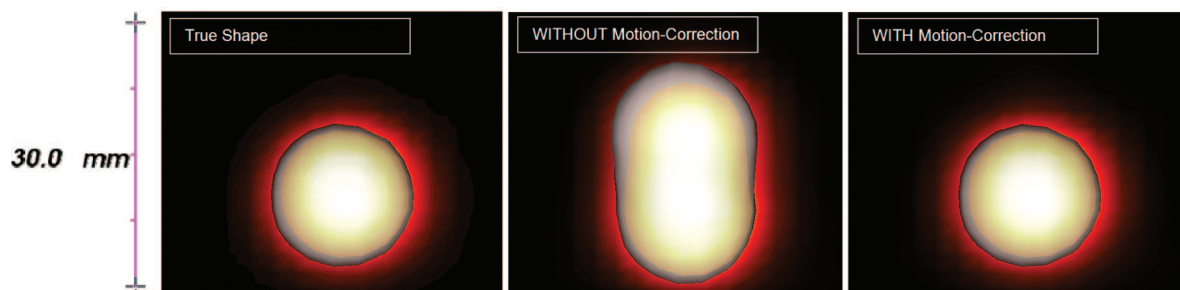 True Shape
WITHOUT Motion-Correction
WITH Motion-Correction
30.0 mm